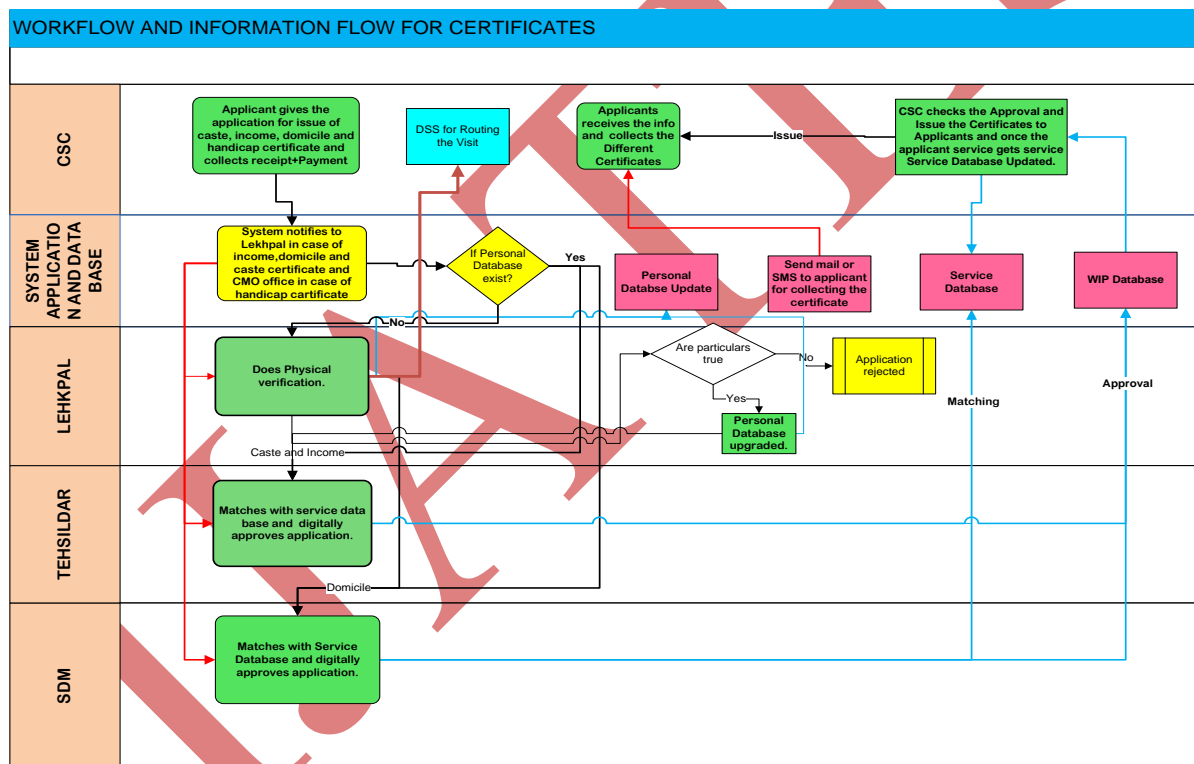 WORKFLOW AND INFORMATION FLOW FOR CERTIFICATES
CSC
Applicant gives the
application for issue of
caste, income, domicile and
handicap certificate and
collects receipt+Payment
DSS for Routing
the Visit
Applicants
receives the info
and collects the
Different
Certificates
Issue
CSC checks the Approval and
Issue the Certificates to
Applicants and once the
applicant service gets service
Service Database Updated.
SYSTEM
APPLICATIO
N AND DATA
BASE
System notifies to
Lekhpal in case of
income,domicile and
caste certificate and
CMO office in case of
handicap cartificate
If Personal
Database
exist?
Yes
No
Personal
Databse Update
Send mail or
SMS to applicant
for collecting the
certificate
Service
Database
WIP Database
LEHKPAL
Does Physical
verification.
Are particulars
true
No
Application
rejected
Yes
Personal
Database
upgraded.
Caste and Income
Matching
Approval
TEHSILDAR
Matches with service data
base and digitally
approves application.
Domicile
SDM
Matches with Service
Database and digitally
approves application.